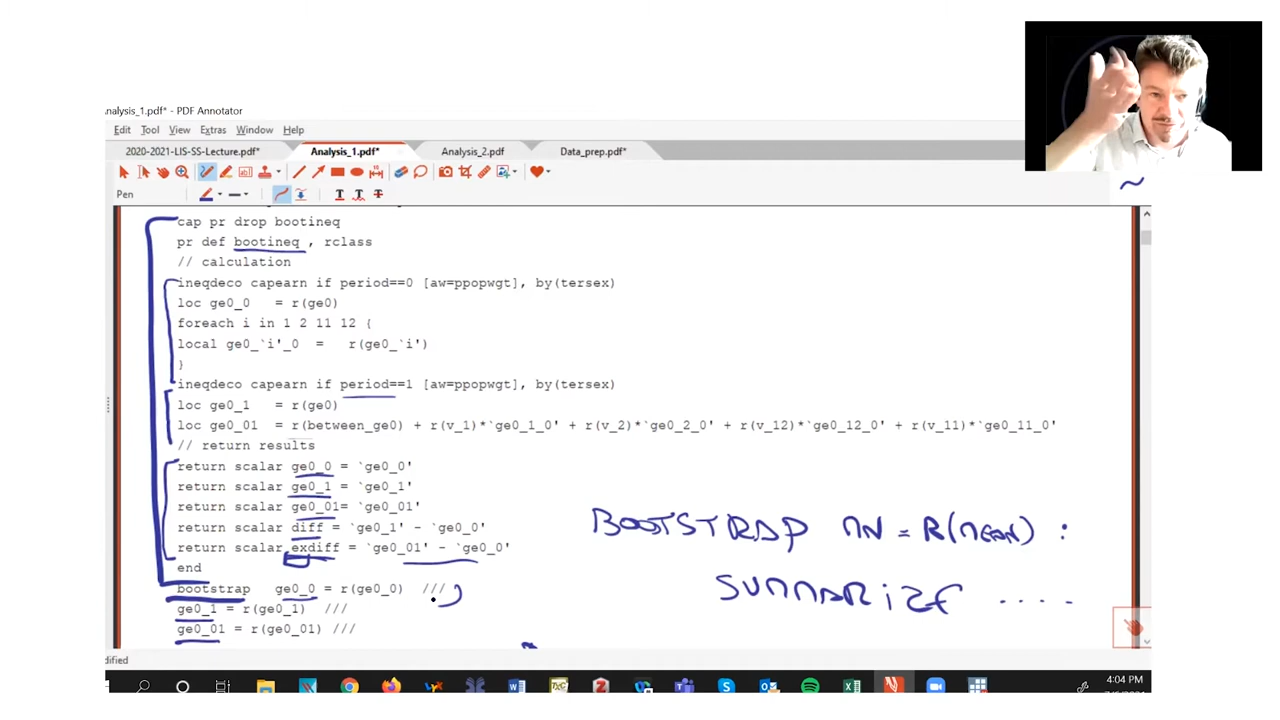 nalysis_1.pdf* - PDF Annotator
Edit Tool View Extras Window Help
2020-2021-LIS-SS-Lecture.pdf* Analysis_1.pdf* Analysis_2.pdf Data_prep.pdf*
Pen
cap pr drop bootineq
pr def bootineq , rclass
// calculation
ineqdeco capearn if period==0 [aw=ppopwgt], by(tersex)
loc ge0_0 = r(ge0)
foreach i in 1 2 11 12 {
local ge0_`i'_0 = r(ge0_`i')
}
ineqdeco capearn if period==1 [aw=ppopwgt], by(tersex)
loc ge0_1 = r(ge0)
loc ge0_01 = r(between_ge0) + r(v_1)*`ge0_1_0' + r(v_2)*`ge0_2_0' + r(v_12)*`ge0_12_0' + r(v_11)*`ge0_11_0'
// return results
return scalar ge0_0 = `ge0_0'
return scalar ge0_1 = `ge0_1'
return scalar ge0_01= `ge0_01'
return scalar diff = `ge0_1' - `ge0_0'
return scalar exdiff = `ge0_01' - `ge0_0'
end
bootstrap ge0_0 = r(ge0_0) ///
ge0_1 = r(ge0_1) ///
ge0_01 = r(ge0_01) ///
BOOTSTRAP MN = R(MEAN) :
SUMMARIZE ....
dified
4:04 PM